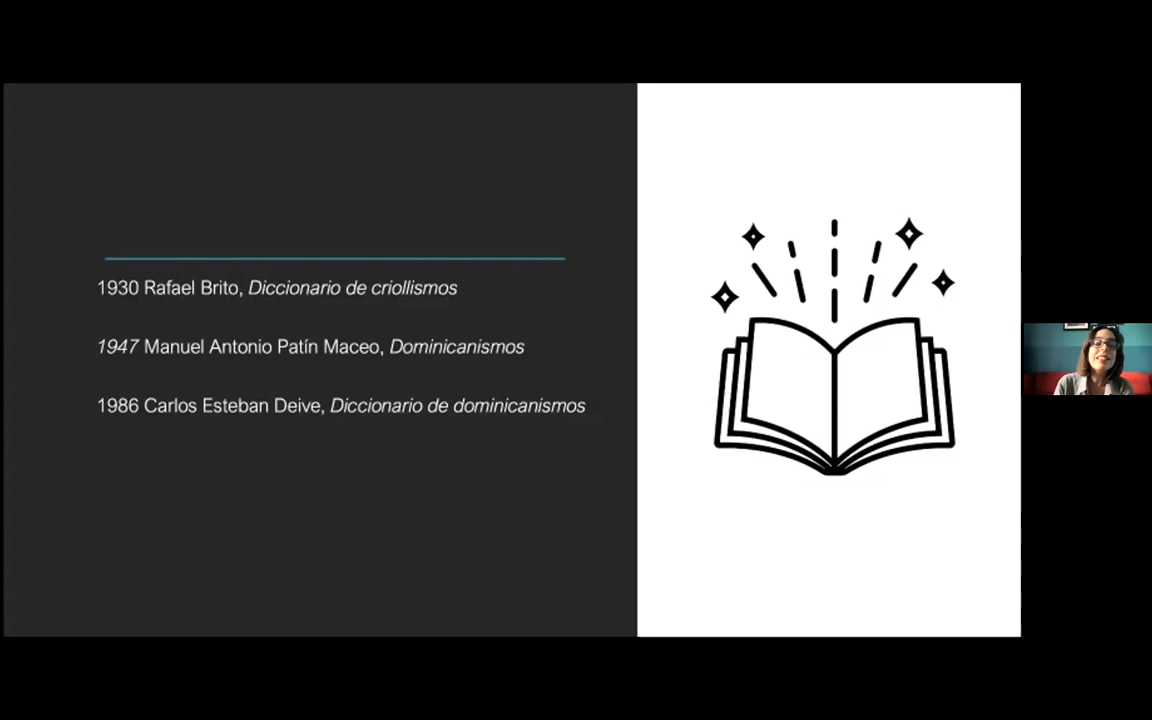 1930 Rafael Brito, Diccionario de criollismos
1947 Manuel Antonio Patín Maceo, Dominicanismos
1986 Carlos Esteban Deive, Diccionario de dominicanismos